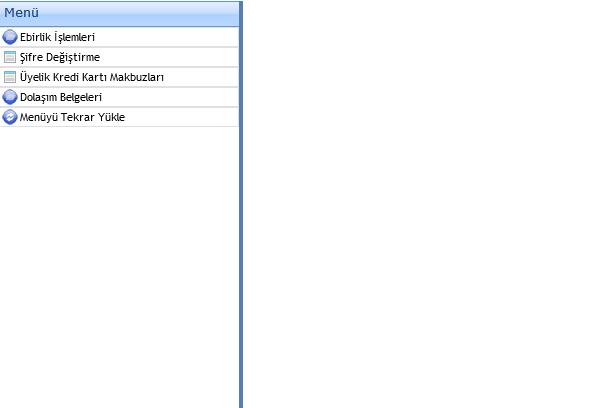 Menü
Ebirlik İşlemleri
Şifre Değiştirme
Üyelik Kredi Kartı Makbuzları
Dolaşım Belgeleri
Menüyü Tekrar Yükle